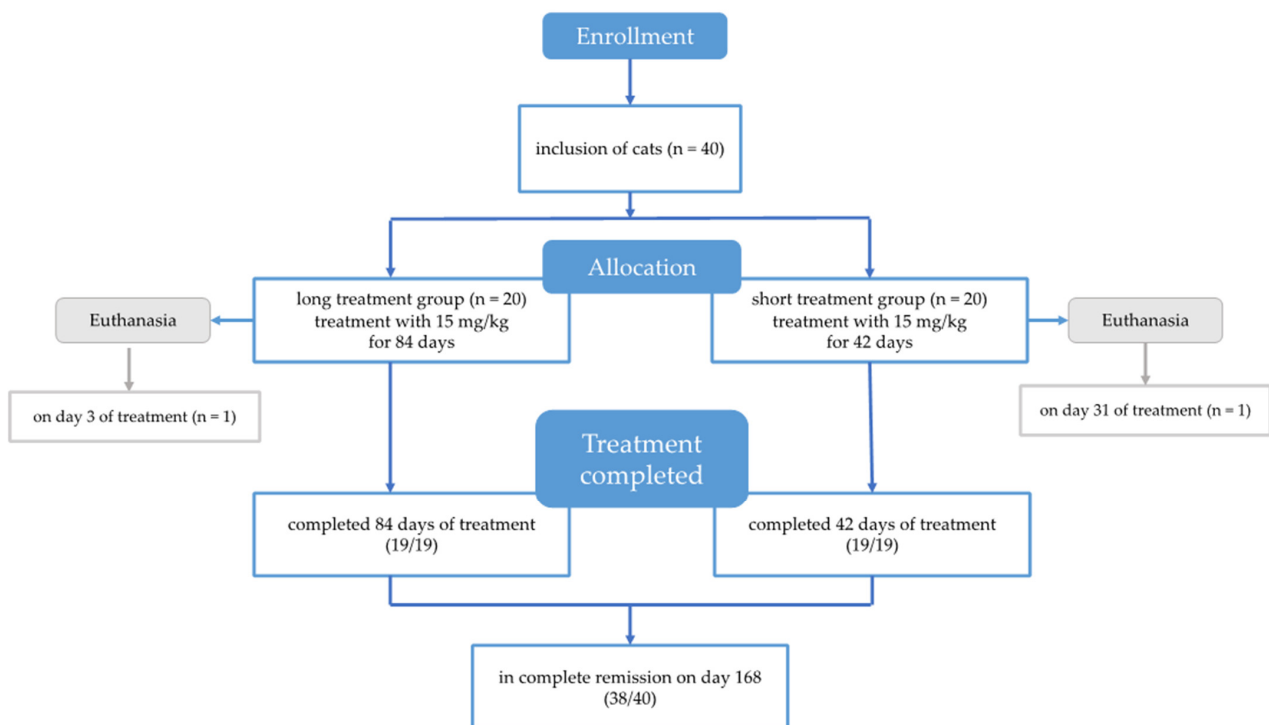 Enrollment
inclusion of cats (n = 40)
Allocation
long treatment group (n = 20)
treatment with 15 mg/kg
for 84 days
short treatment group (n = 20)
treatment with 15 mg/kg
for 42 days
Euthanasia
Euthanasia
on day 3 of treatment (n = 1)
on day 31 of treatment (n = 1)
Treatment
completed
completed 84 days of treatment
(19/19)
completed 42 days of treatment
(19/19)
in complete remission on day 168
(38/40)